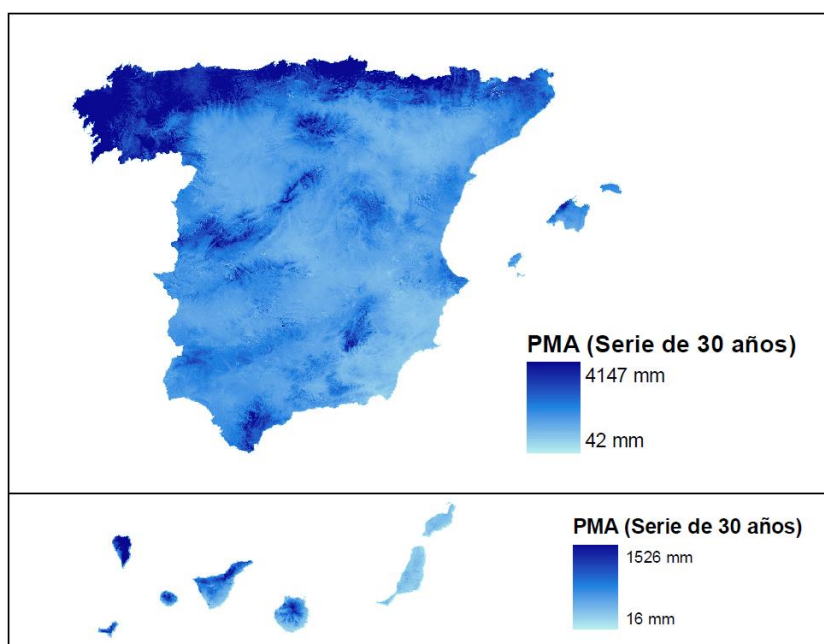 PMA (Serie de 30 años)
4147 mm
42 mm
PMA (Serie de 30 años)
1526 mm
16 mm